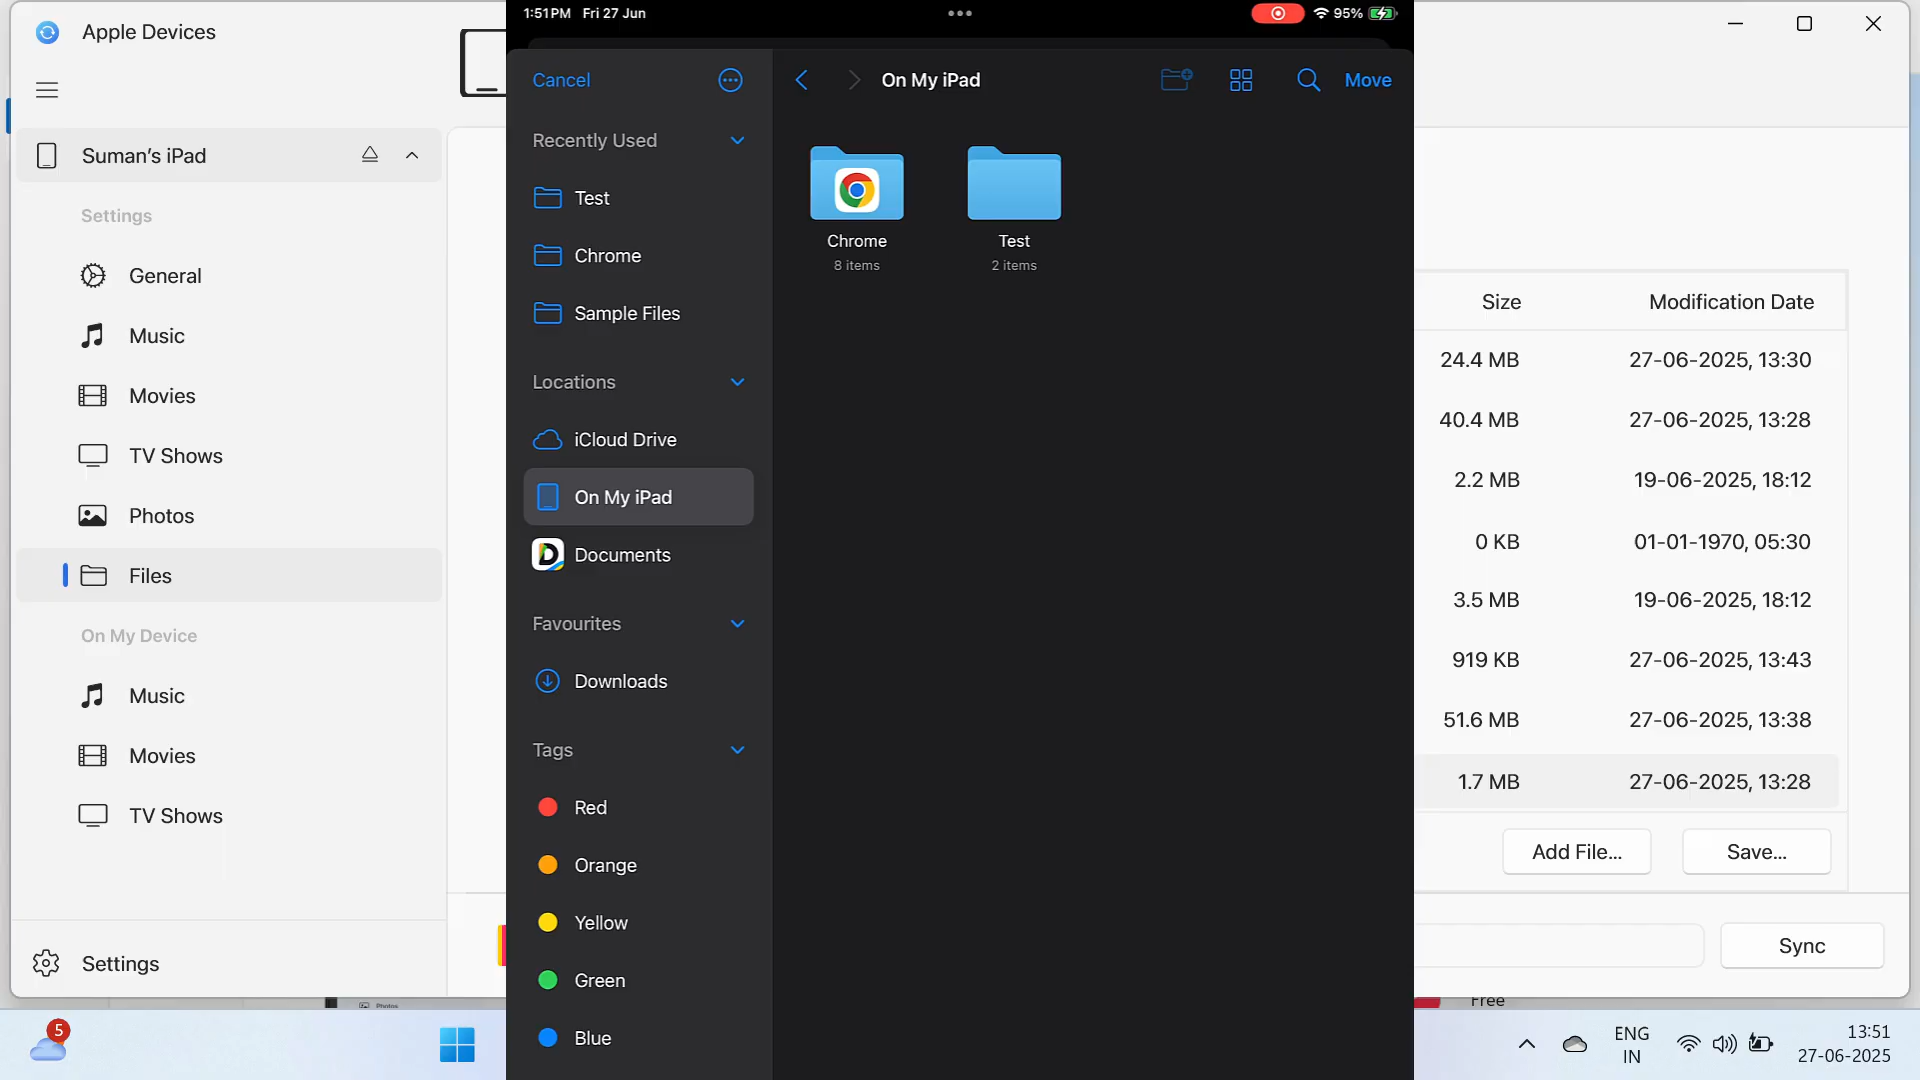 Apple Devices
Suman's iPad
Settings
General
Music
Movies
TV Shows
Photos
Files
On My Device
Music
Movies
TV Shows
Settings
1:51PM Fri 27 Jun
95%
Cancel
Recently Used
Test
Chrome
Sample Files
Locations
iCloud Drive
On My iPad
Documents
Favourites
Downloads
Tags
Red
Orange
Yellow
Green
Blue
On My iPad
Move
Chrome
8 items
Test
2 items
Size Modification Date
24.4 MB 27-06-2025, 13:30
40.4 MB 27-06-2025, 13:28
2.2 MB 19-06-2025, 18:12
0 KB 01-01-1970, 05:30
3.5 MB 19-06-2025, 18:12
919 KB 27-06-2025, 13:43
51.6 MB 27-06-2025, 13:38
1.7 MB 27-06-2025, 13:28
Add File... Save...
Sync
Photos
Free
5
ENG
IN
13:51
27-06-2025